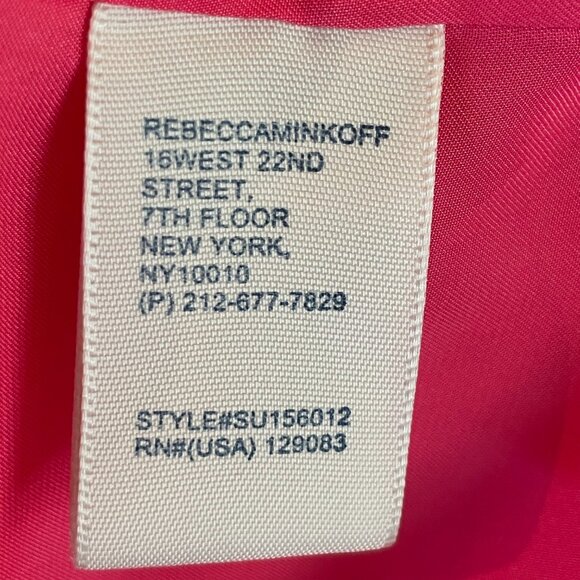 REBECCAMINKOFF
16WEST 22ND
STREET,
7TH FLOOR
NEW YORK,
NY10010
(P) 212-677-7829
STYLE#SU156012
RN#(USA) 129083